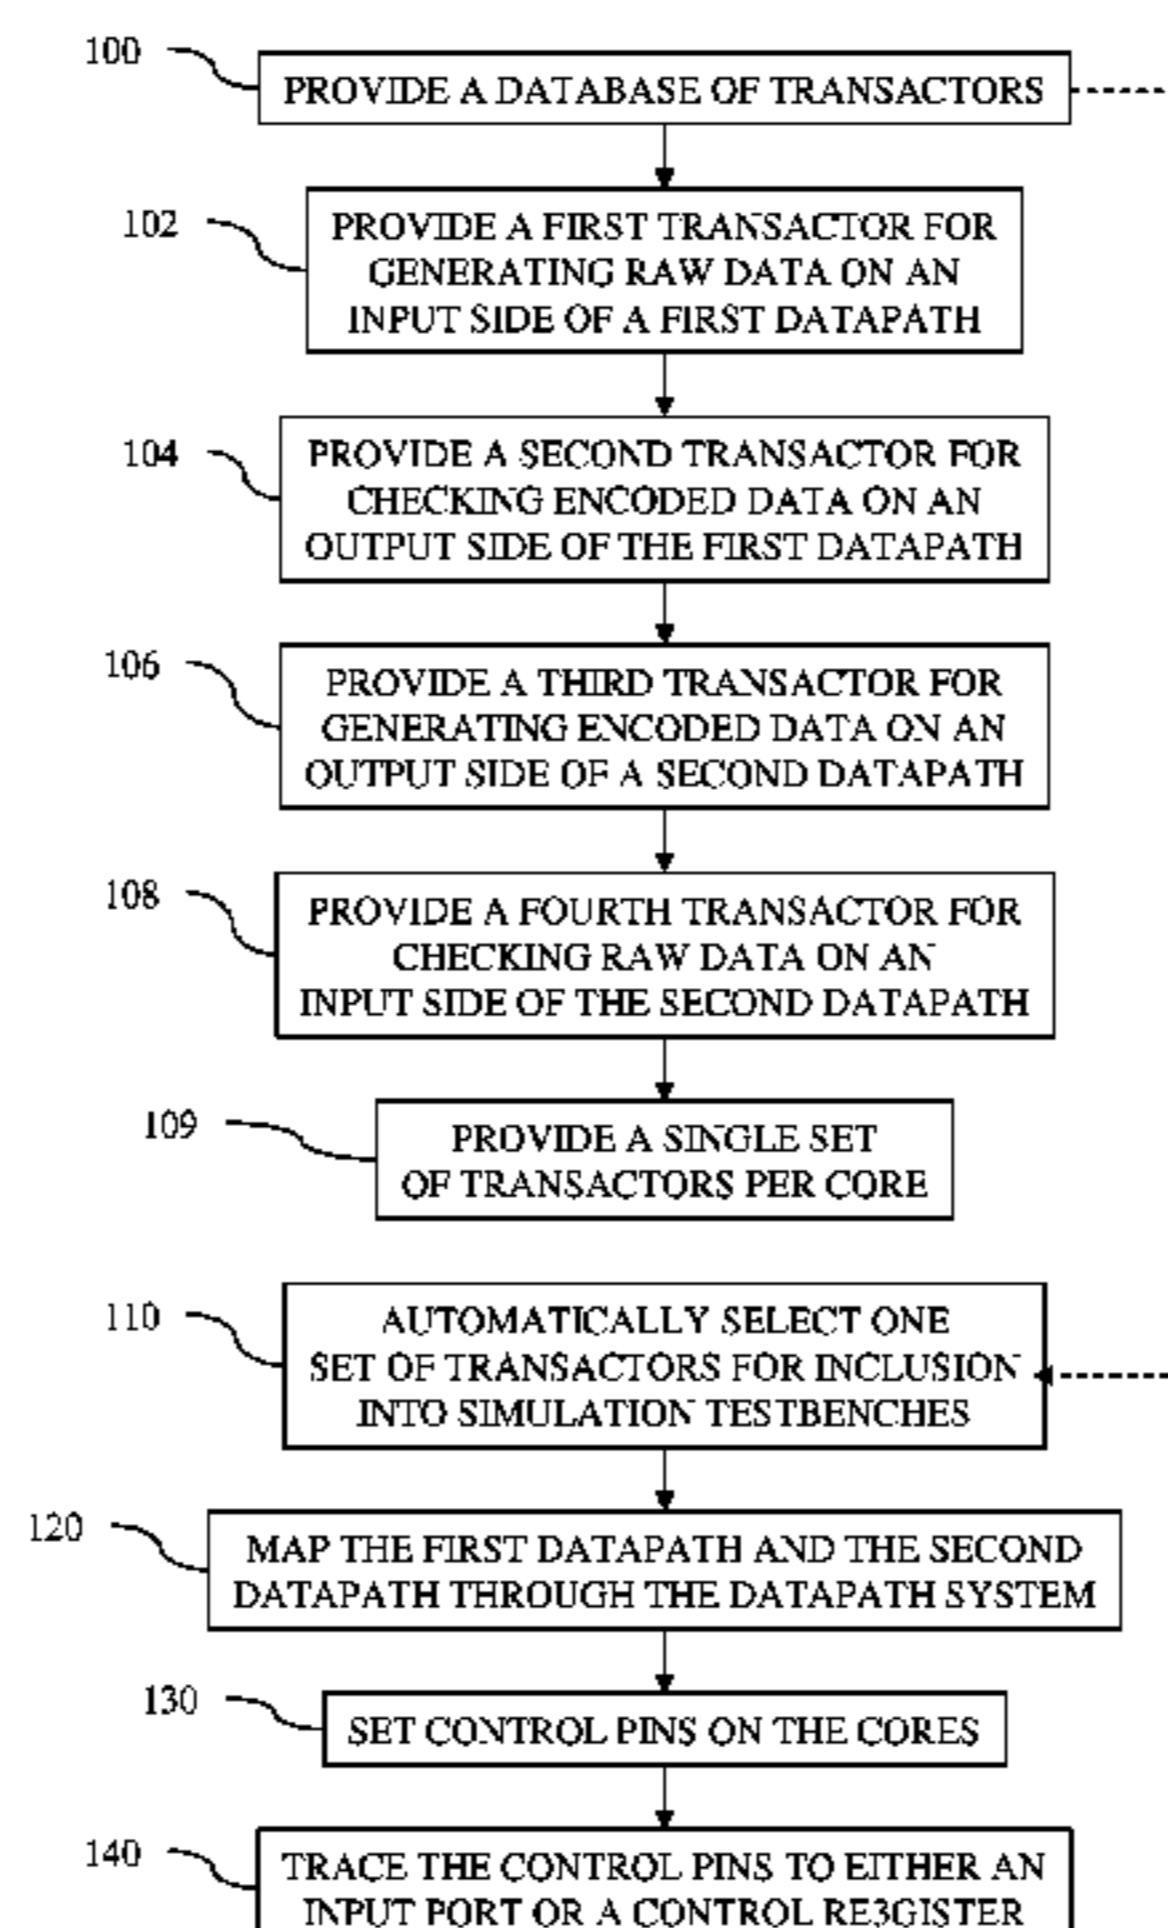 100
PROVIDE A DATABASE OF TRANSACTORS
102
PROVIDE A FIRST TRANSACTOR FOR
GENERATING RAW DATA ON AN
INPUT SIDE OF A FIRST DATAPATH
104
PROVIDE A SECOND TRANSACTOR FOR
CHECKING ENCODED DATA ON AN
OUTPUT SIDE OF THE FIRST DATAPATH
106
PROVIDE A THIRD TRANSACTOR FOR
GENERATING ENCODED DATA ON AN
OUTPUT SIDE OF A SECOND DATAPATH
108
PROVIDE A FOURTH TRANSACTOR FOR
CHECKING RAW DATA ON AN
INPUT SIDE OF THE SECOND DATAPATH
109
PROVIDE A SINGLE SET
OF TRANSACTORS PER CORE
110
AUTOMATICALLY SELECT ONE
SET OF TRANSACTORS FOR INCLUSION
INTO SIMULATION TESTBENCHES
120
MAP THE FIRST DATAPATH AND THE SECOND
DATAPATH THROUGH THE DATAPATH SYSTEM
130
SET CONTROL PINS ON THE CORES
140
TRACE THE CONTROL PINS TO EITHER AN
INPUT PORT OR A CONTROL RE3GISTER